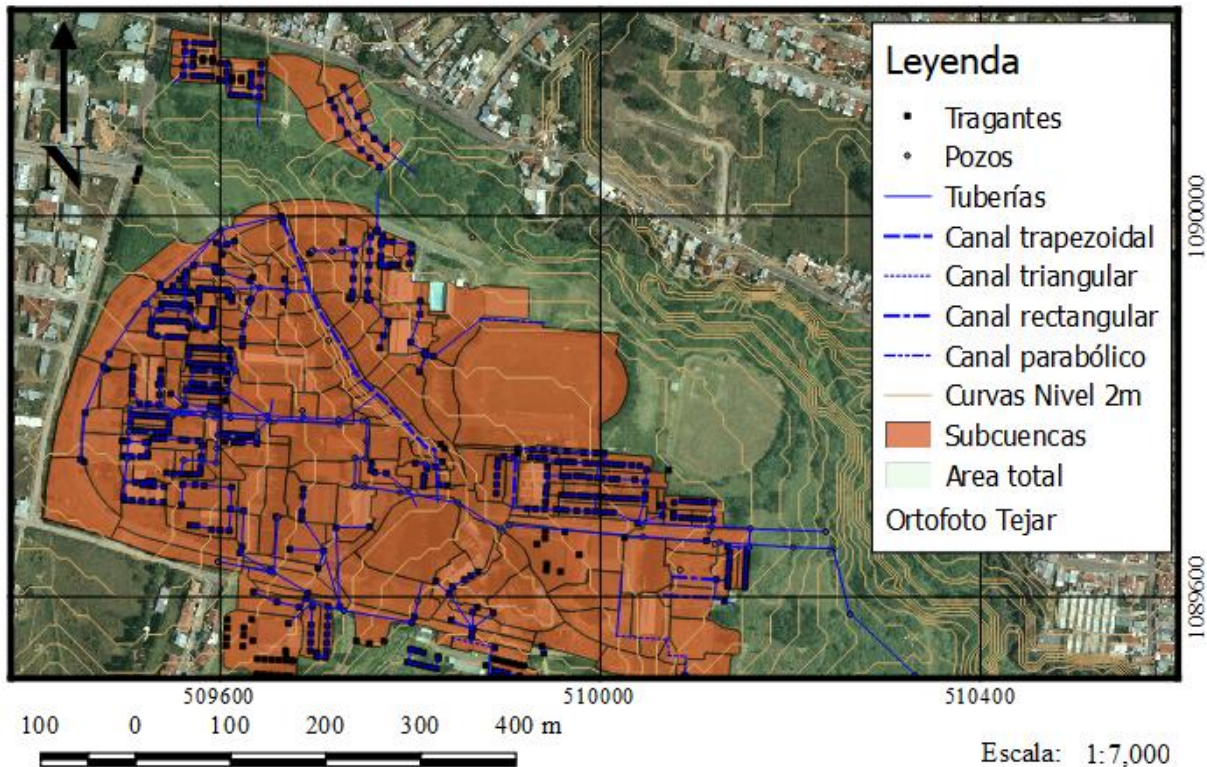 Leyenda
Tragantes
Pozos
Tuberías
Canal trapezoidal
Canal triangular
Canal rectangular
Canal parabólico
Curvas Nivel 2m
Subcuencas
Area total
Ortofoto Tejar
1090000
1089600
509600 510000 510400
100 0 100 200 300 400 m
Escala: 1:7,000